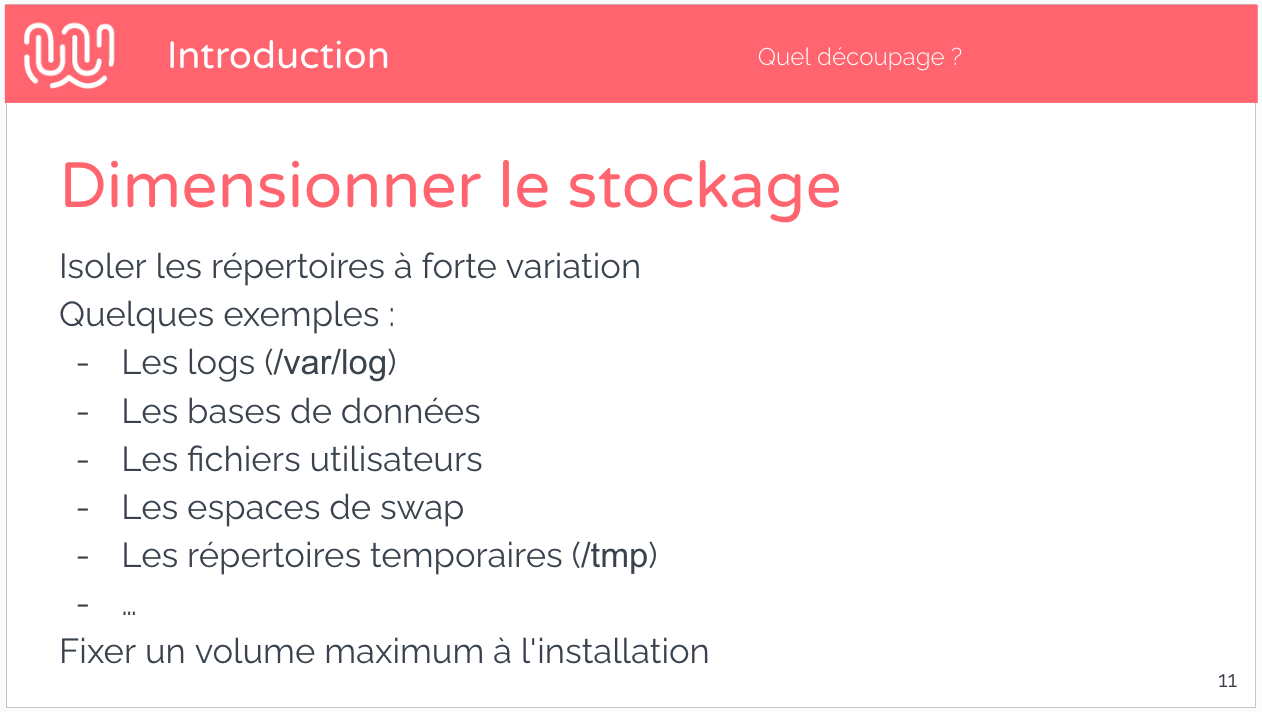 Introduction
Quel découpage ?
Dimensionner le stockage
Isoler les répertoires à forte variation
Quelques exemples :
- Les logs (/var/log)
- Les bases de données
- Les fichiers utilisateurs
- Les espaces de swap
- Les répertoires temporaires (/tmp)
- …
Fixer un volume maximum à l'installation
11